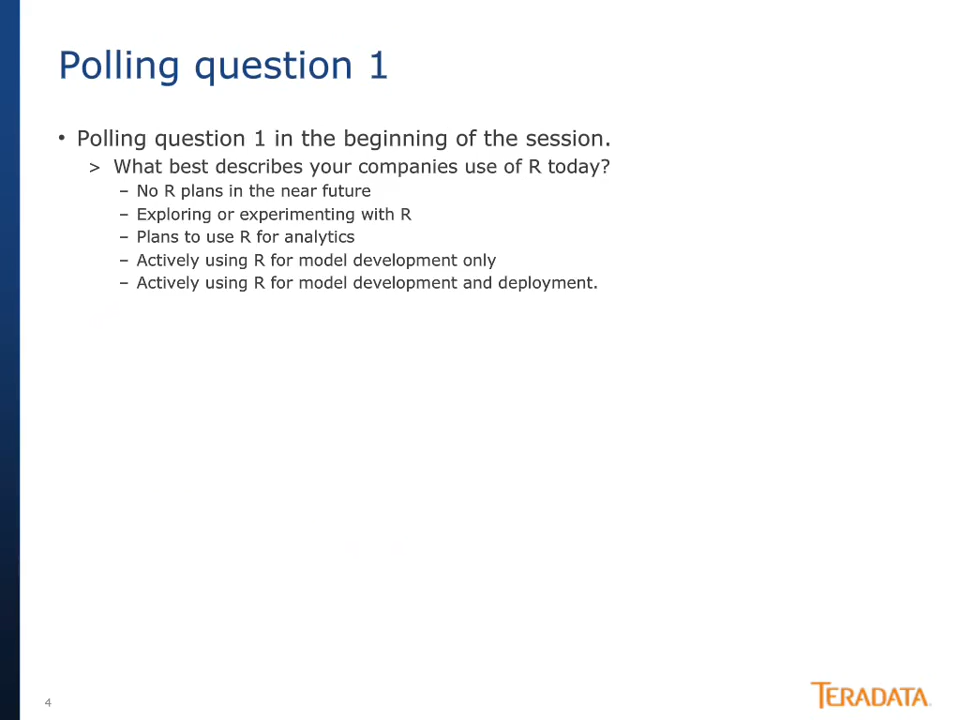 Polling question 1
• Polling question 1 in the beginning of the session.
> What best describes your companies use of R today?
– No R plans in the near future
– Exploring or experimenting with R
– Plans to use R for analytics
– Actively using R for model development only
– Actively using R for model development and deployment.
4
TERADATA